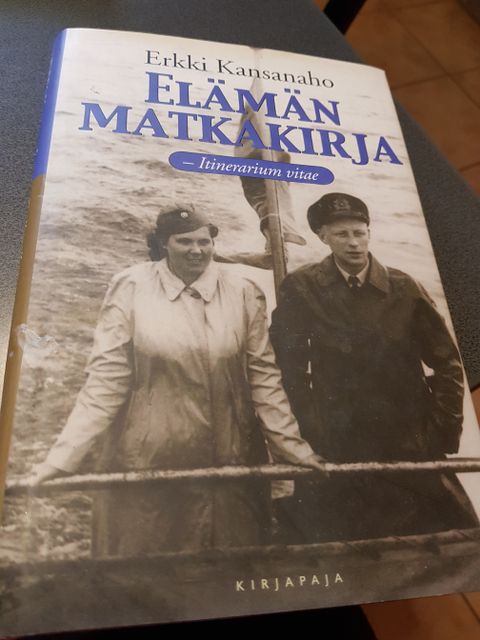 Erkki Kansanaho
ELÄMÄN
MATKAKIRJA
– Itinerarium vitae
KIRJAPAJA